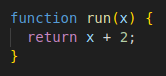 function run(x) {
  return x + 2;
}